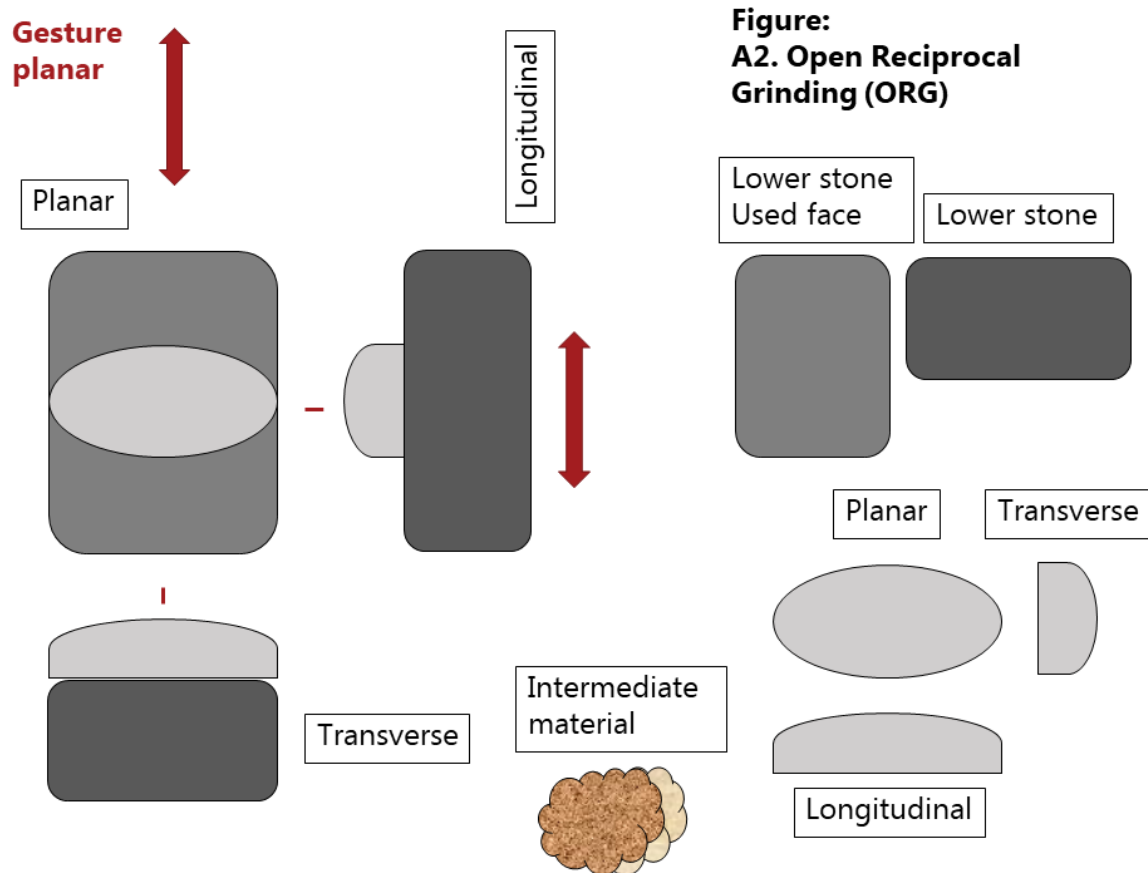 Gesture
planar
Longitudinal
Figure:
A2. Open Reciprocal
Grinding (ORG)
Planar
Lower stone
Used face
Lower stone
Planar
Transverse
Intermediate
material
Transverse
Longitudinal